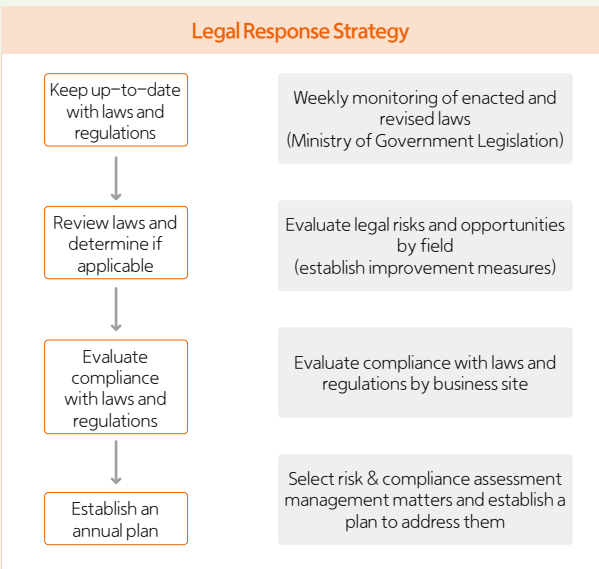 Legal Response Strategy
Keep up-to-date
with laws and
regulations
Weekly monitoring of enacted and
revised laws
(Ministry of Government Legislation)
Review laws and
determine if
applicable
Evaluate legal risks and opportunities
by field
(establish improvement measures)
Evaluate
compliance
with laws and
regulations
Evaluate compliance with laws and
regulations by business site
Establish an
annual plan
Select risk & compliance assessment
management matters and establish a
plan to address them